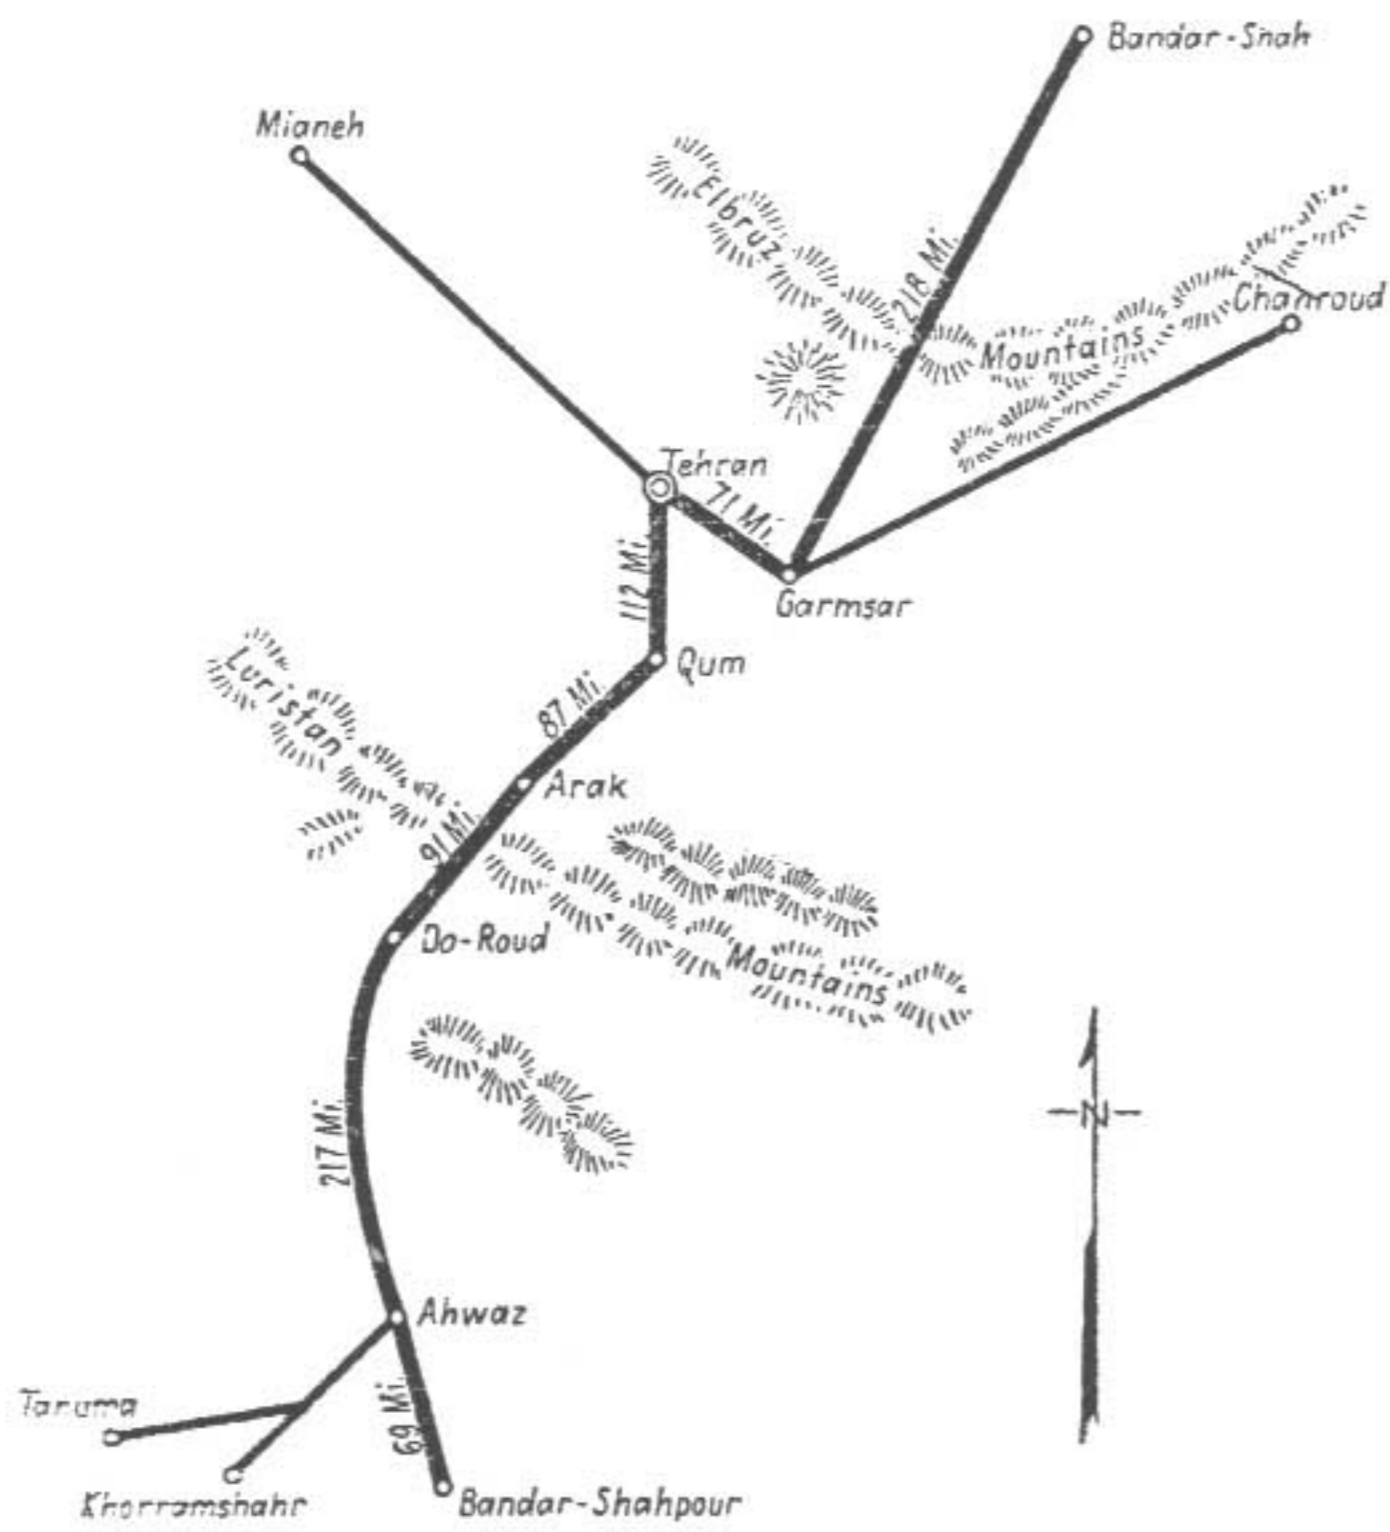 Bandar-Shah
Mianeh
Elbruz
218 Mi.
Chahroud
Mountains
Tehran
71 Mi.
112 Mi.
Garmsar
Qum
Luristan
87 Mi.
Arak
91 Mi.
Do-Roud
Mountains
217 Mi.
N
Ahwaz
69 Mi.
Tanuma
Khorramshahr
Bandar-Shahpour